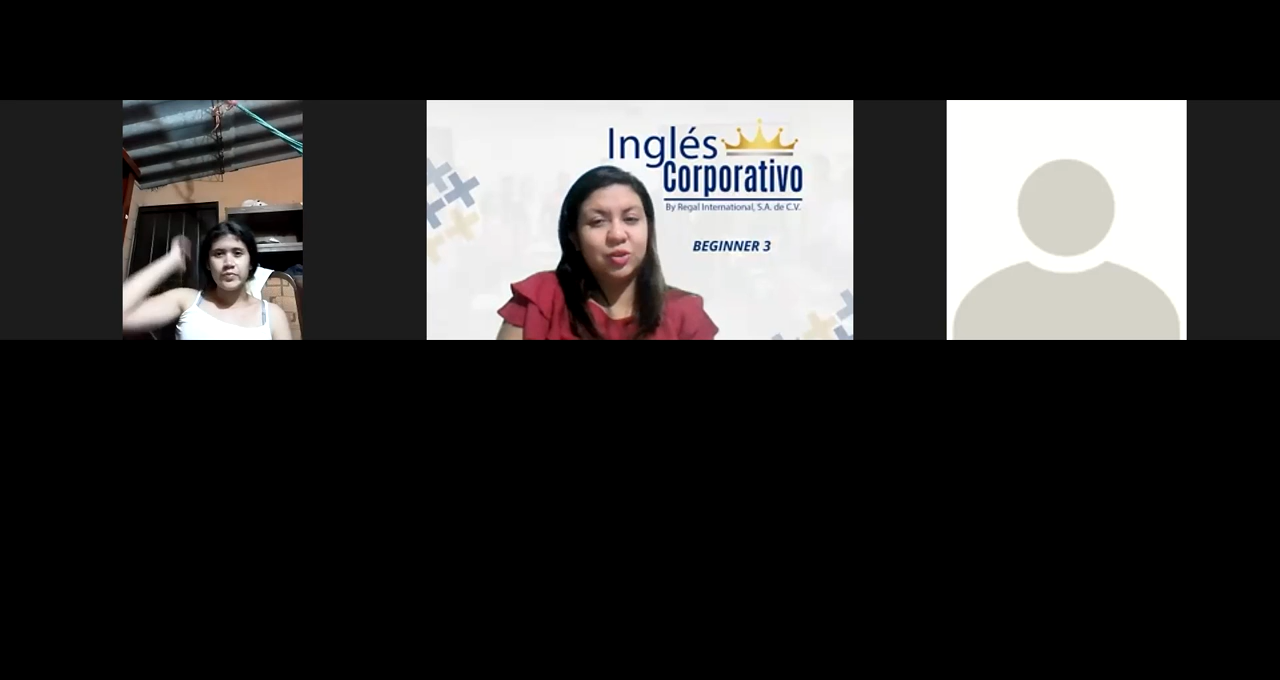 Inglés
Corporativo
By Regal International, S.A. de C.V.
BEGINNER 3